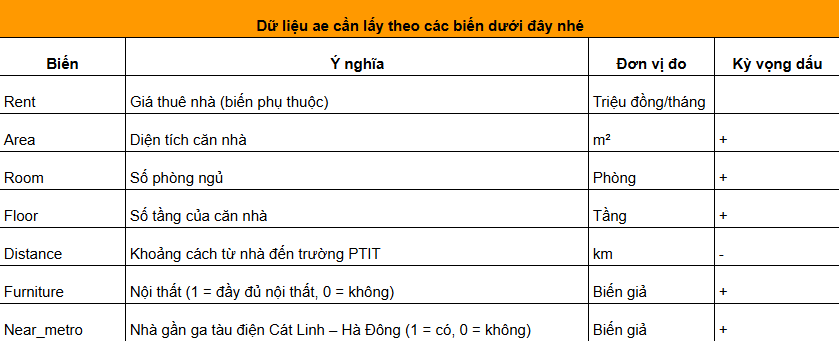 Dữ liệu ae cần lấy theo các biến dưới đây nhé
Biến Ý nghĩa Đơn vị đo Kỳ vọng dấu
Rent Giá thuê nhà (biến phụ thuộc) Triệu đồng/tháng
Area Diện tích căn nhà m² +
Room Số phòng ngủ Phòng +
Floor Số tầng của căn nhà Tầng +
Distance Khoảng cách từ nhà đến trường PTIT km -
Furniture Nội thất (1 = đầy đủ nội thất, 0 = không) Biến giả +
Near_metro Nhà gần ga tàu điện Cát Linh – Hà Đông (1 = có, 0 = không) Biến giả +